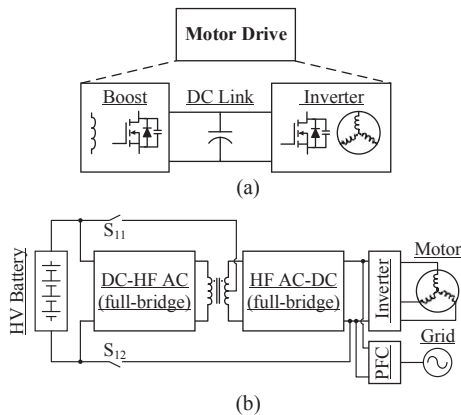 Motor Drive
Boost
DC Link
Inverter
(a)
S11
HV Battery
DC-HF AC
(full-bridge)
HF AC-DC
(full-bridge)
Inverter
Motor
Grid
S12
PFC
(b)